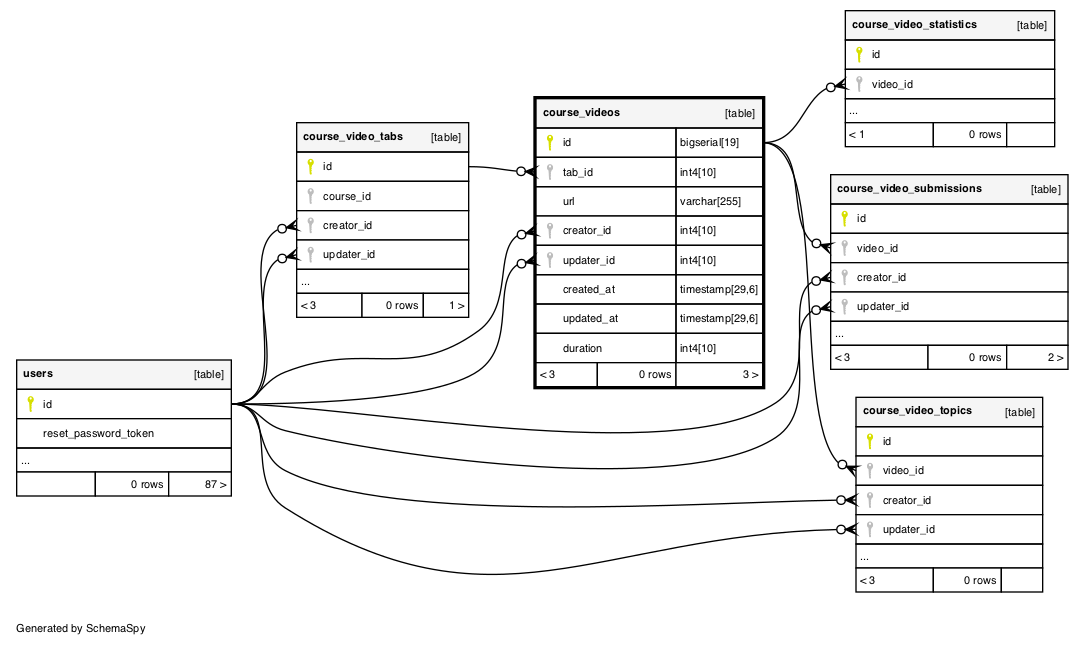 course_video_statistics [table]
id
video_id
...
< 1 0 rows
course_videos [table]
id bigserial[19]
tab_id int4[10]
url varchar[255]
creator_id int4[10]
updater_id int4[10]
created_at timestamp[29,6]
updated_at timestamp[29,6]
duration int4[10]
< 3 0 rows 3 >
course_video_tabs [table]
id
course_id
creator_id
updater_id
...
< 3 0 rows 1 >
course_video_submissions [table]
id
video_id
creator_id
updater_id
...
< 3 0 rows 2 >
users [table]
id
reset_password_token
...
0 rows 87 >
course_video_topics [table]
id
video_id
creator_id
updater_id
...
< 3 0 rows
Generated by SchemaSpy